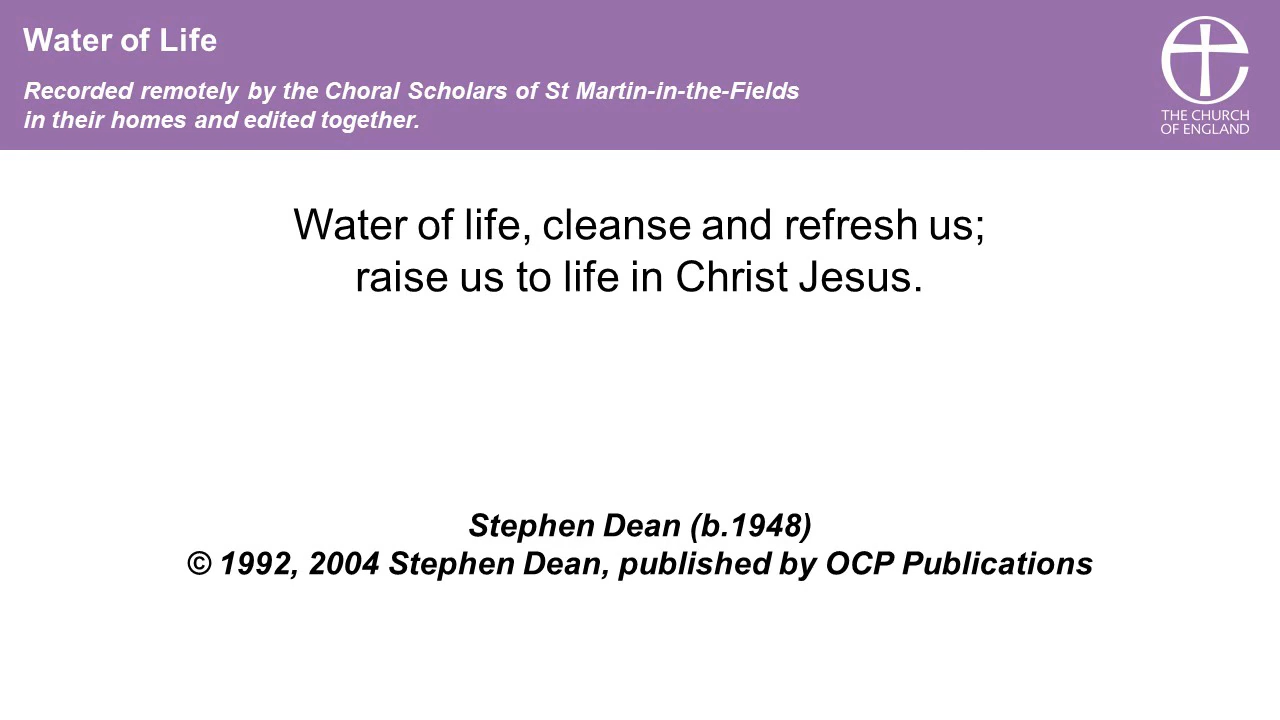 Water of Life
Recorded remotely by the Choral Scholars of St Martin-in-the-Fields
in their homes and edited together.
THE CHURCH
OF ENGLAND
Water of life, cleanse and refresh us;
raise us to life in Christ Jesus.
Stephen Dean (b.1948)
© 1992, 2004 Stephen Dean, published by OCP Publications